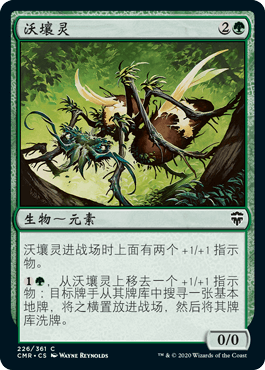 沃壤灵 2
生物～元素
沃壤灵进战场时上面有两个 +1/+1 指示
物。
1，从沃壤灵上移去一个 +1/+1 指示
物：目标牌手从其牌库中搜寻一张基本
地牌，将之横置放进战场，然后将其牌
库洗牌。
0/0
226/361 C
CMR • CS WAYNE REYNOLDS
™ & © 2020 Wizards of the Coast